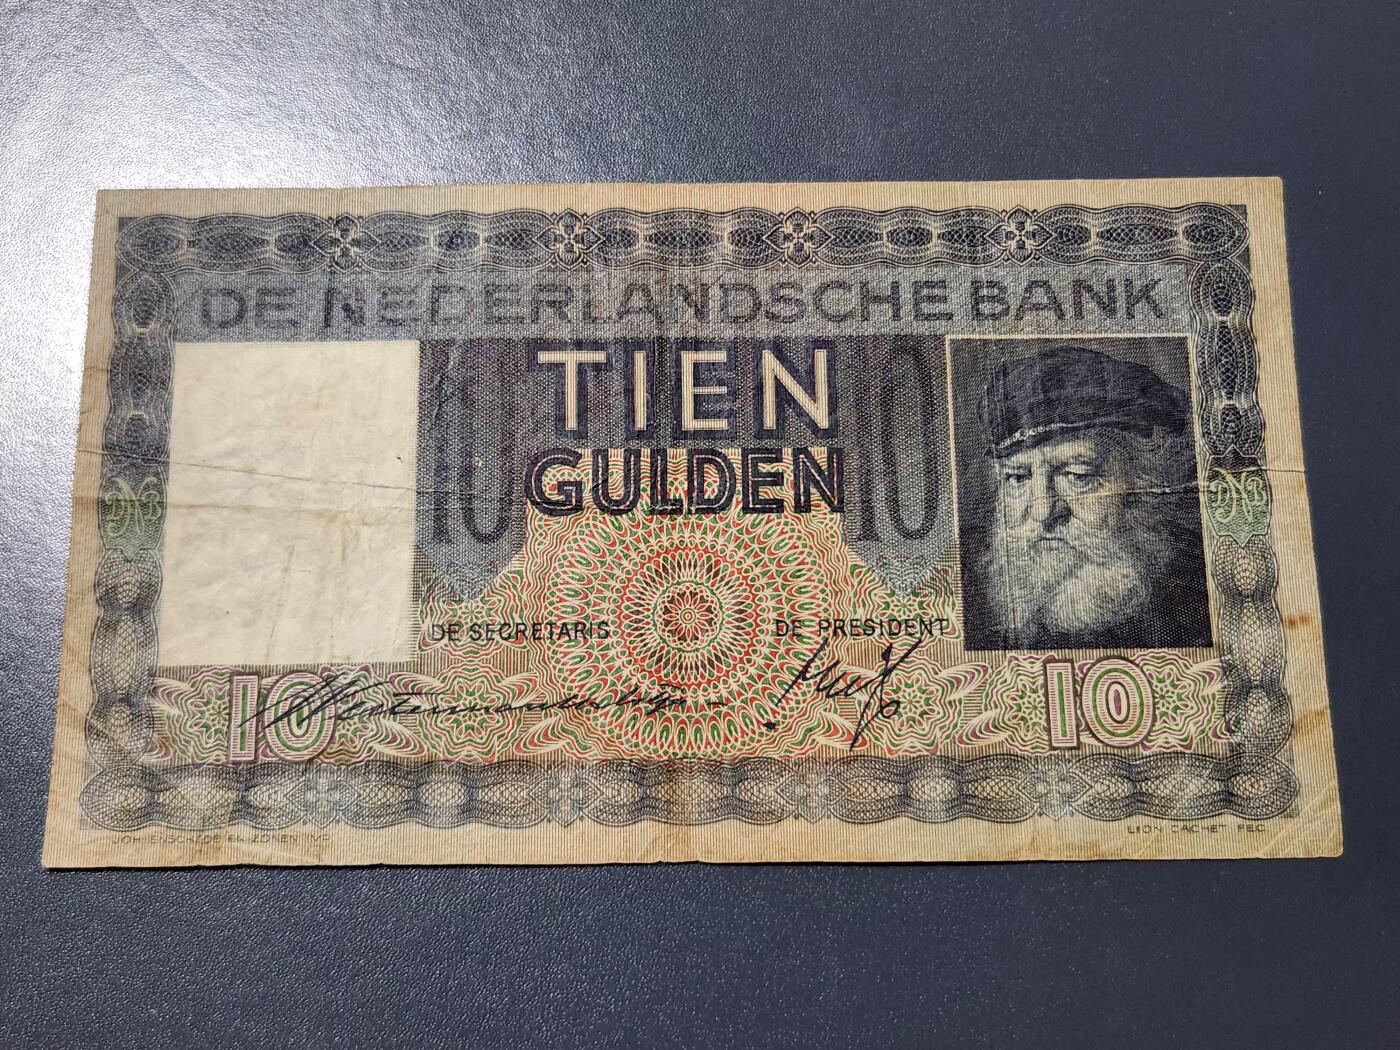 DE NEDERLANDSCHE BANK
TIEN
GULDEN
10 10
DE SECRETARIS DE PRESIDENT
10 10
JOH. ENSCHEDÉ EN ZONEN IMP. LION CACHET FEC.